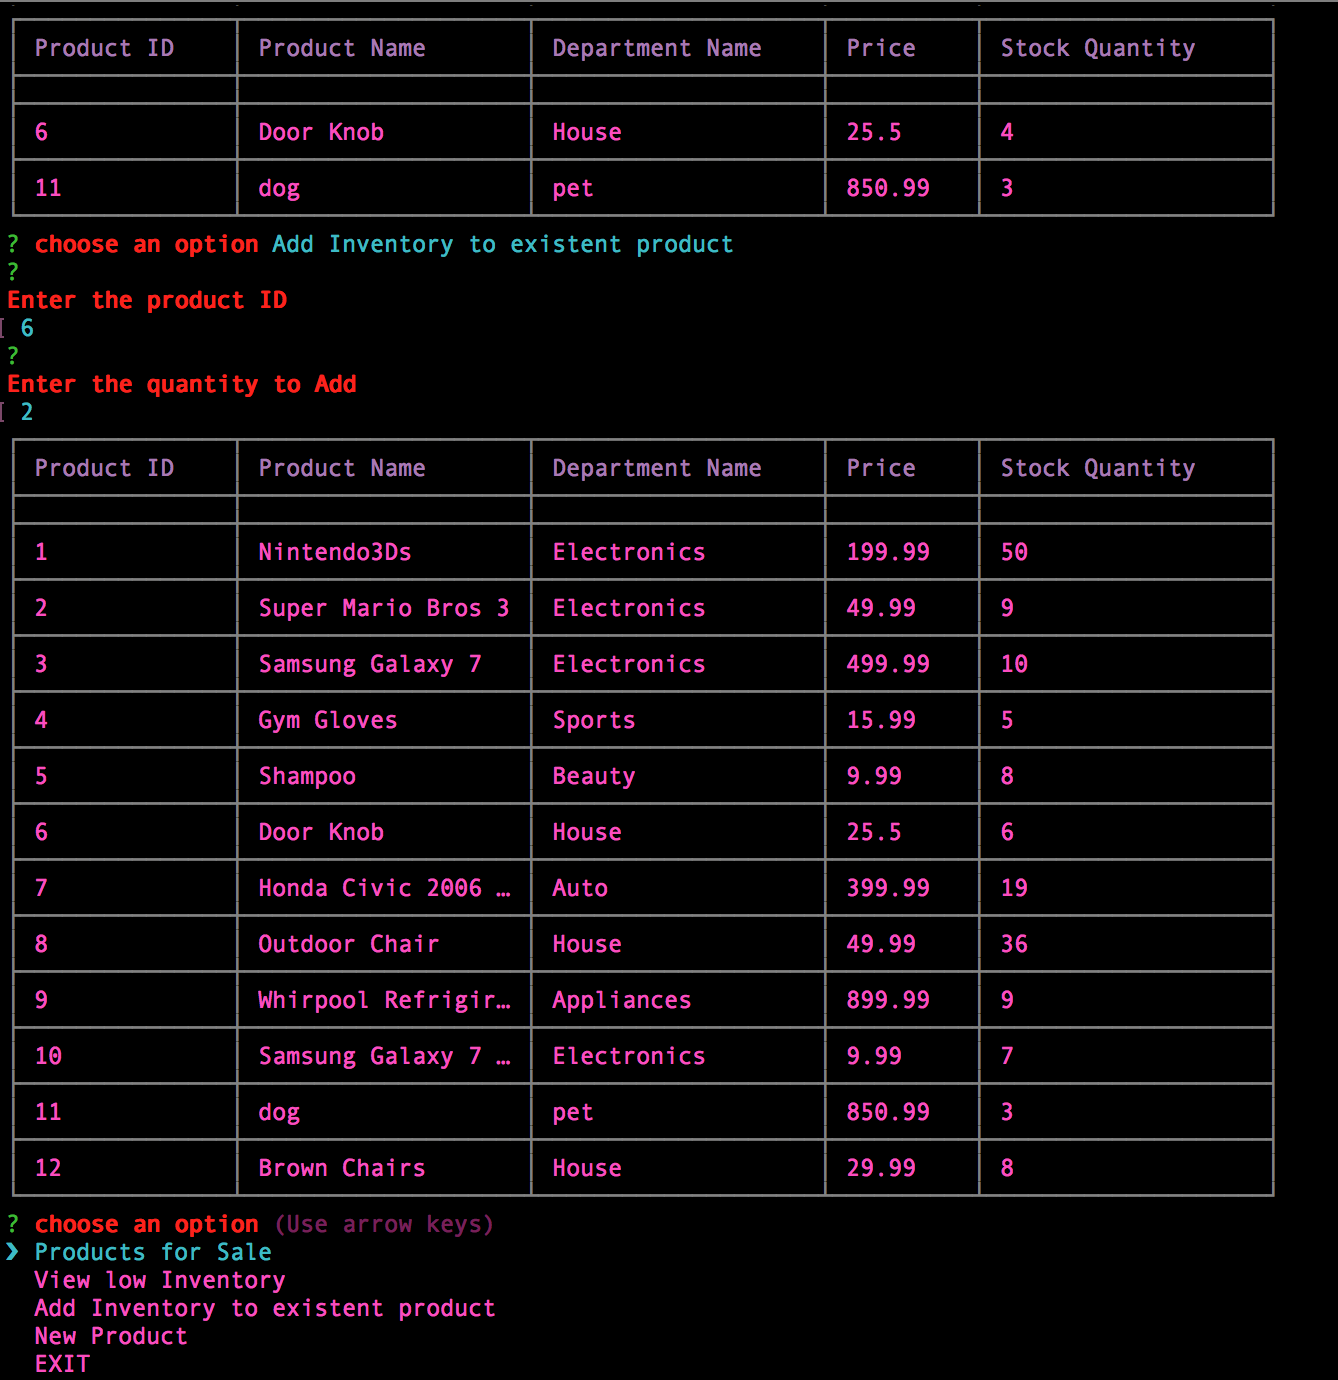 Product ID Product Name Department Name Price Stock Quantity
6 Door Knob House 25.5 4
11 dog pet 850.99 3
? choose an option Add Inventory to existent product
?
Enter the product ID
[ 6
?
Enter the quantity to Add
[ 2
Product ID Product Name Department Name Price Stock Quantity
1 Nintendo3Ds Electronics 199.99 50
2 Super Mario Bros 3 Electronics 49.99 9
3 Samsung Galaxy 7 Electronics 499.99 10
4 Gym Gloves Sports 15.99 5
5 Shampoo Beauty 9.99 8
6 Door Knob House 25.5 6
7 Honda Civic 2006 … Auto 399.99 19
8 Outdoor Chair House 49.99 36
9 Whirpool Refrigir… Appliances 899.99 9
10 Samsung Galaxy 7 … Electronics 9.99 7
11 dog pet 850.99 3
12 Brown Chairs House 29.99 8
? choose an option (Use arrow keys)
❯ Products for Sale
View low Inventory
Add Inventory to existent product
New Product
EXIT